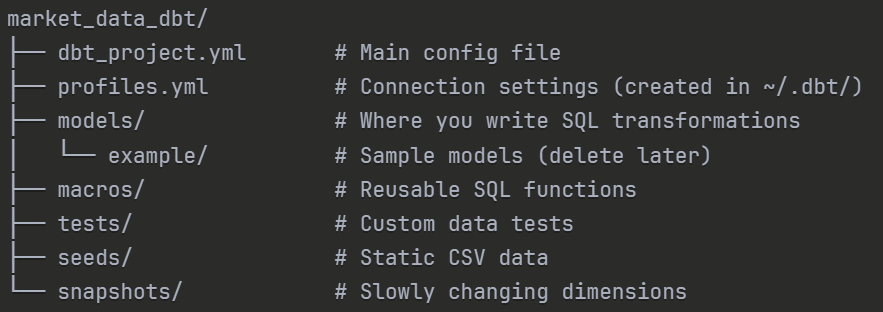 market_data_dbt/
├── dbt_project.yml       # Main config file
├── profiles.yml          # Connection settings (created in ~/.dbt/)
├── models/               # Where you write SQL transformations
│   └── example/          # Sample models (delete later)
├── macros/               # Reusable SQL functions
├── tests/                # Custom data tests
├── seeds/                # Static CSV data
└── snapshots/            # Slowly changing dimensions